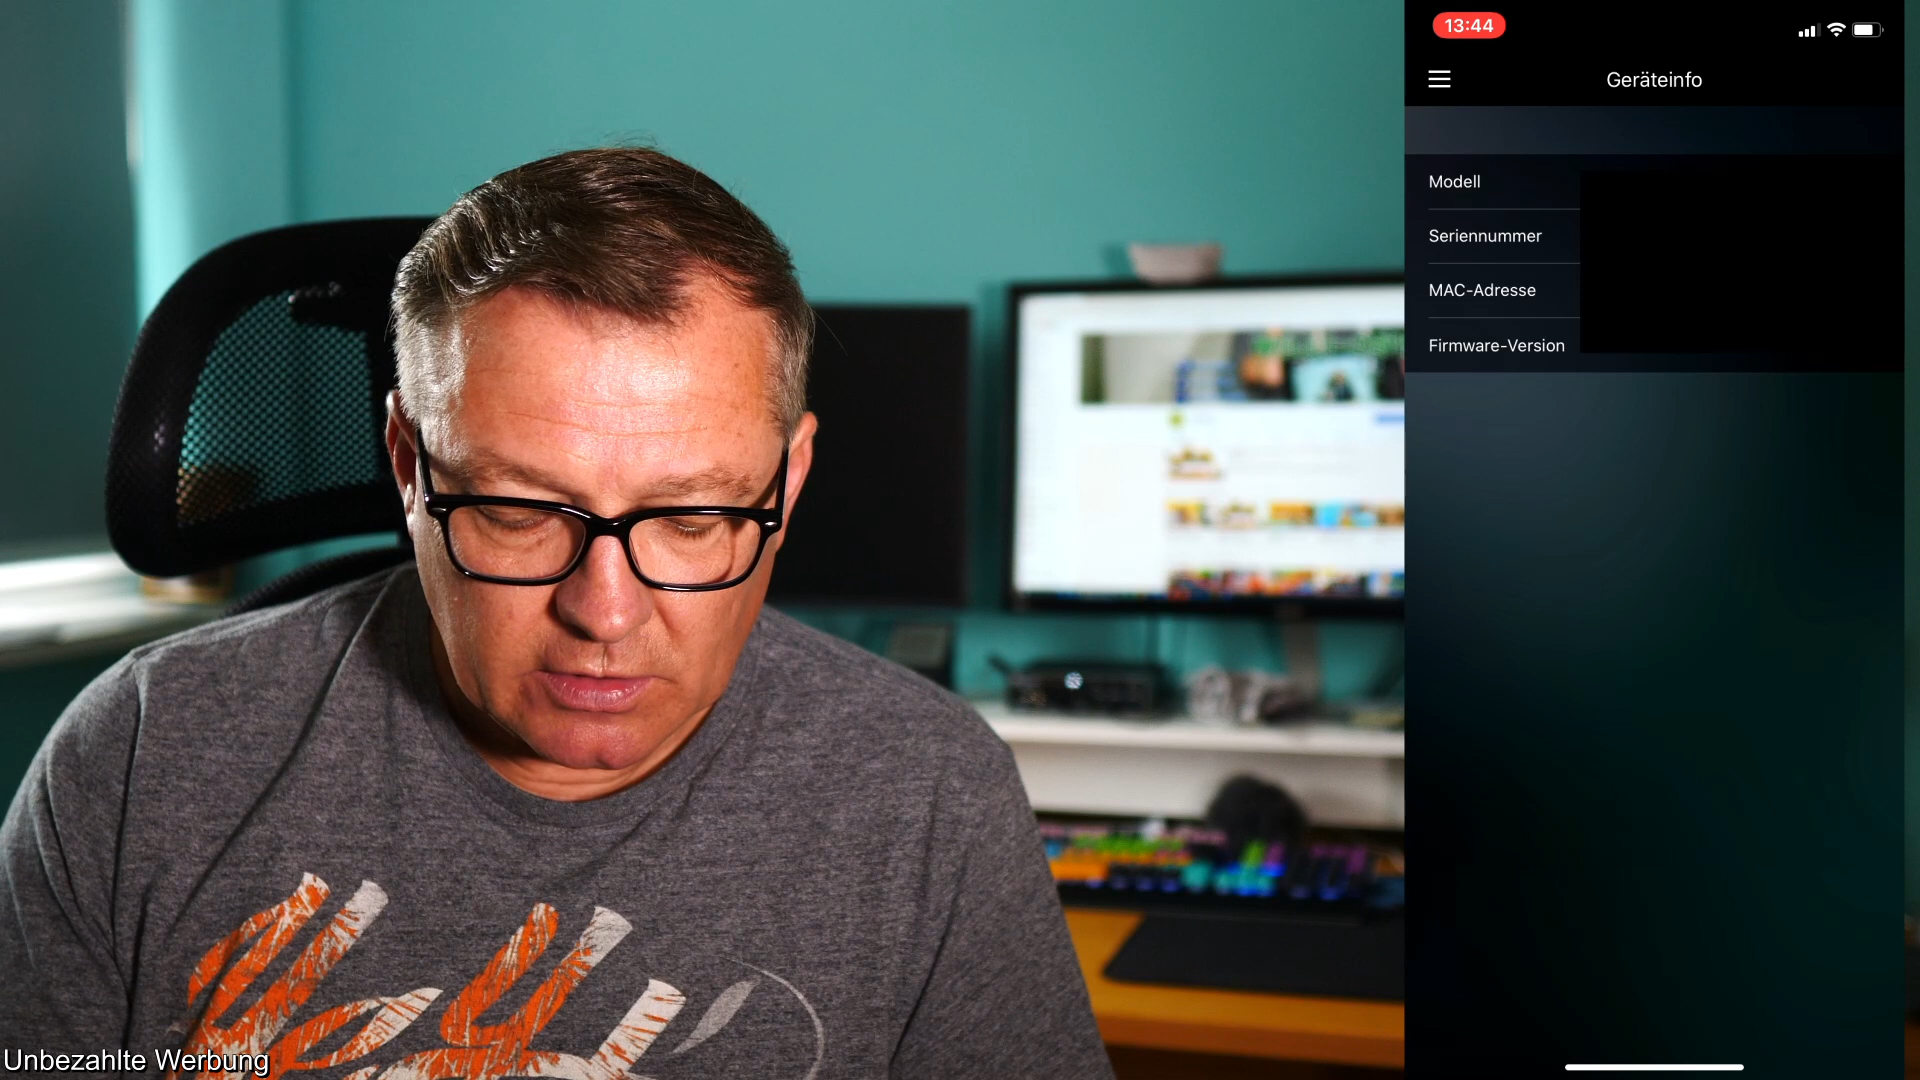 13:44
Geräteinfo
Modell
Seriennummer
MAC-Adresse
Firmware-Version
Unbezahlte Werbung